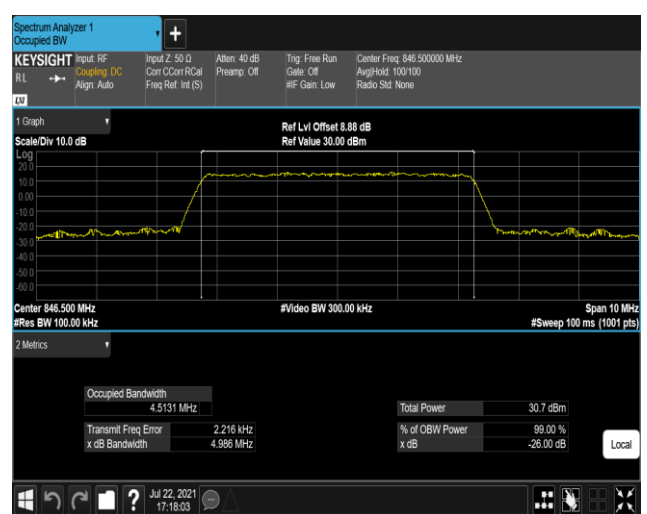 Spectrum Analyzer 1
Occupied BW
+
KEYSIGHT Input: RF Input Z: 50 Ω Atten: 40 dB Trig: Free Run Center Freq: 846.500000 MHz
RL Coupling: DC Corr CCorr RCal Preamp: Off Gate: Off Avg|Hold: 100/100
Align: Auto Freq Ref: Int (S) #IF Gain: Low Radio Std: None
LXI
1 Graph Ref Lvl Offset 8.88 dB
Scale/Div 10.0 dB Ref Value 30.00 dBm
Log
20.0
10.0
0.00
-10.0
-20.0
-30.0
-40.0
-50.0
-60.0
Center 846.500 MHz #Video BW 300.00 kHz Span 10 MHz
#Res BW 100.00 kHz #Sweep 100 ms (1001 pts)
2 Metrics
Occupied Bandwidth
4.5131 MHz Total Power 30.7 dBm
Transmit Freq Error 2.216 kHz % of OBW Power 99.00 %
x dB Bandwidth 4.986 MHz x dB -26.00 dB
Local
? Jul 22, 2021
17:18:03